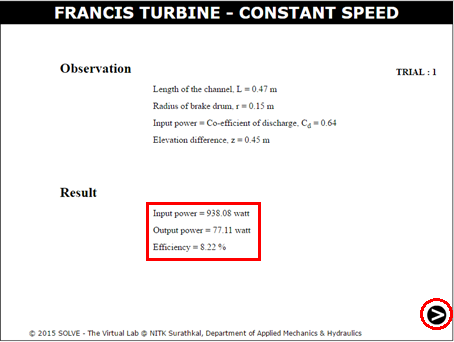 FRANCIS TURBINE - CONSTANT SPEED
Observation
TRIAL : 1
Length of the channel, L = 0.47 m
Radius of brake drum, r = 0.15 m
Input power = Co-efficient of discharge, Cd = 0.64
Elevation difference, z = 0.45 m
Result
Input power = 938.08 watt
Output power = 77.11 watt
Efficiency = 8.22 %
>
© 2015 SOLVE - The Virtual Lab @ NITK Surathkal, Department of Applied Mechanics & Hydraulics